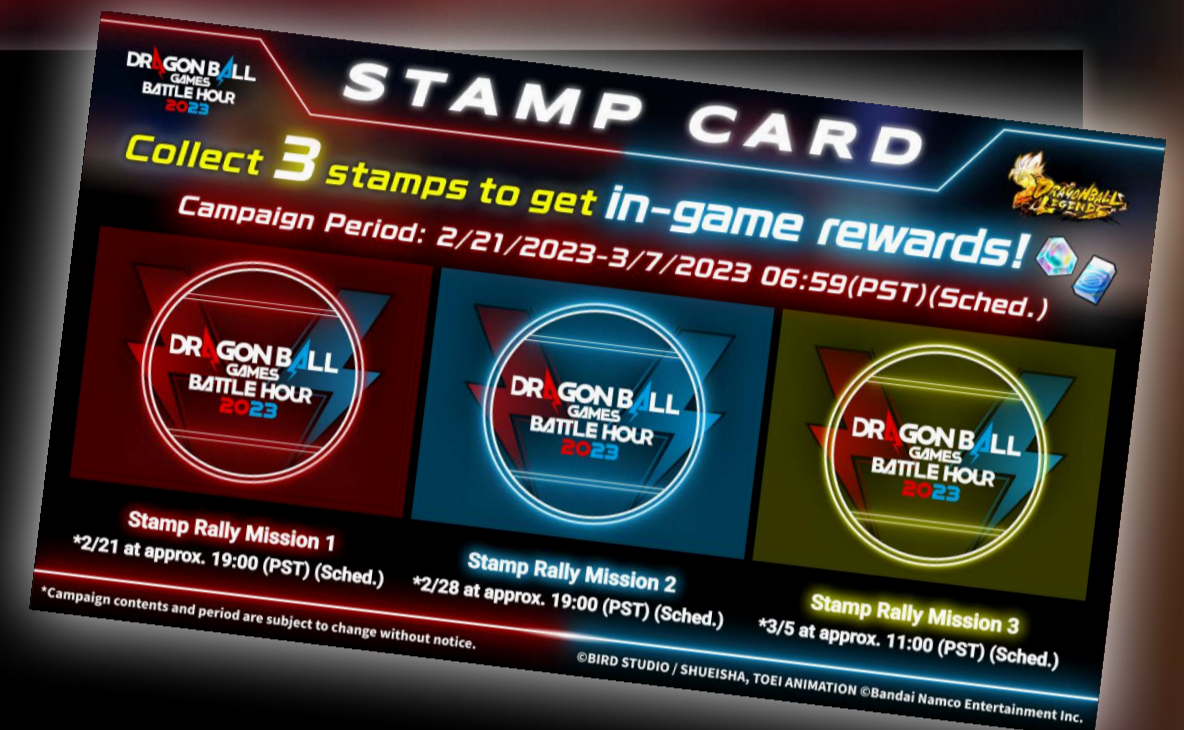 DRAGON BALL
GAMES
BATTLE HOUR
2023
STAMP CARD
DRAGONBALL
LEGENDS
Collect 3 stamps to get in-game rewards!
Campaign Period: 2/21/2023-3/7/2023 06:59(PST)(Sched.)
DRAGON BALL
GAMES
BATTLE HOUR
2023
DRAGON BALL
GAMES
BATTLE HOUR
2023
DRAGON BALL
GAMES
BATTLE HOUR
2023
Stamp Rally Mission 1
*2/21 at approx. 19:00 (PST) (Sched.)
Stamp Rally Mission 2
*2/28 at approx. 19:00 (PST) (Sched.)
Stamp Rally Mission 3
*3/5 at approx. 11:00 (PST) (Sched.)
*Campaign contents and period are subject to change without notice.
©BIRD STUDIO / SHUEISHA, TOEI ANIMATION ©Bandai Namco Entertainment Inc.